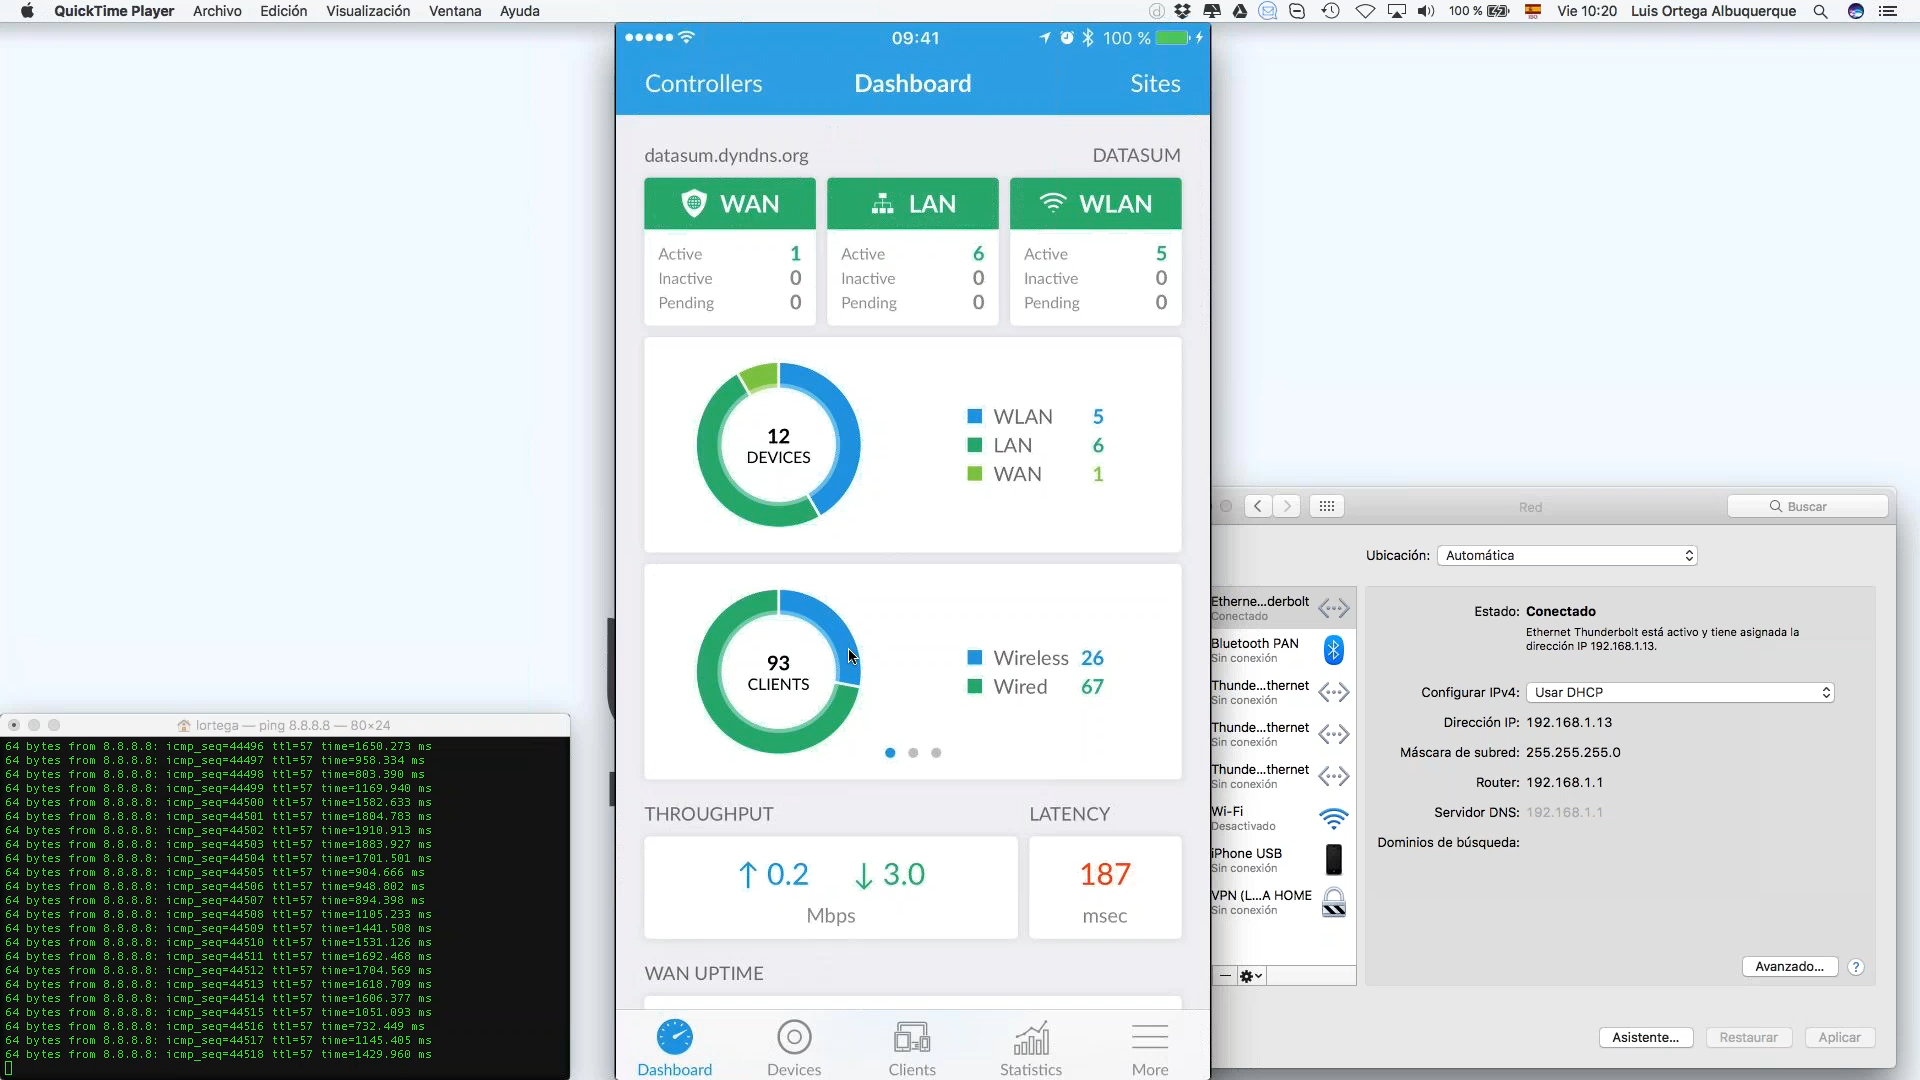 QuickTime Player Archivo Edición Visualización Ventana Ayuda
100 % Vie 10:20 Luis Ortega Albuquerque
09:41
100 %
Controllers Dashboard Sites
datasum.dyndns.org DATASUM
WAN LAN WLAN
Active 1 Active 6 Active 5
Inactive 0 Inactive 0 Inactive 0
Pending 0 Pending 0 Pending 0
12
DEVICES
WLAN 5
LAN 6
WAN 1
93
CLIENTS
Wireless 26
Wired 67
THROUGHPUT LATENCY
↑ 0.2 ↓ 3.0 187
Mbps msec
WAN UPTIME
Dashboard Devices Clients Statistics More
lortega — ping 8.8.8.8 — 80×24
64 bytes from 8.8.8.8: icmp_seq=44496 ttl=57 time=1650.273 ms
64 bytes from 8.8.8.8: icmp_seq=44497 ttl=57 time=958.334 ms
64 bytes from 8.8.8.8: icmp_seq=44498 ttl=57 time=803.390 ms
64 bytes from 8.8.8.8: icmp_seq=44499 ttl=57 time=1169.940 ms
64 bytes from 8.8.8.8: icmp_seq=44500 ttl=57 time=1582.633 ms
64 bytes from 8.8.8.8: icmp_seq=44501 ttl=57 time=1804.783 ms
64 bytes from 8.8.8.8: icmp_seq=44502 ttl=57 time=1910.913 ms
64 bytes from 8.8.8.8: icmp_seq=44503 ttl=57 time=1883.927 ms
64 bytes from 8.8.8.8: icmp_seq=44504 ttl=57 time=1701.501 ms
64 bytes from 8.8.8.8: icmp_seq=44505 ttl=57 time=904.666 ms
64 bytes from 8.8.8.8: icmp_seq=44506 ttl=57 time=948.802 ms
64 bytes from 8.8.8.8: icmp_seq=44507 ttl=57 time=894.398 ms
64 bytes from 8.8.8.8: icmp_seq=44508 ttl=57 time=1105.233 ms
64 bytes from 8.8.8.8: icmp_seq=44509 ttl=57 time=1441.508 ms
64 bytes from 8.8.8.8: icmp_seq=44510 ttl=57 time=1531.126 ms
64 bytes from 8.8.8.8: icmp_seq=44511 ttl=57 time=1692.468 ms
64 bytes from 8.8.8.8: icmp_seq=44512 ttl=57 time=1704.569 ms
64 bytes from 8.8.8.8: icmp_seq=44513 ttl=57 time=1618.709 ms
64 bytes from 8.8.8.8: icmp_seq=44514 ttl=57 time=1606.377 ms
64 bytes from 8.8.8.8: icmp_seq=44515 ttl=57 time=1051.093 ms
64 bytes from 8.8.8.8: icmp_seq=44516 ttl=57 time=732.449 ms
64 bytes from 8.8.8.8: icmp_seq=44517 ttl=57 time=1145.405 ms
64 bytes from 8.8.8.8: icmp_seq=44518 ttl=57 time=1429.960 ms
Red
Buscar
Ubicación: Automática
Etherne...derbolt
Conectado
Bluetooth PAN
Sin conexión
Thunde...thernet
Sin conexión
Thunde...thernet
Sin conexión
Thunde...thernet
Sin conexión
Wi-Fi
Desactivado
iPhone USB
Sin conexión
VPN (L...A HOME
Sin conexión
Estado: Conectado
Ethernet Thunderbolt está activo y tiene asignada la
dirección IP 192.168.1.13.
Configurar IPv4: Usar DHCP
Dirección IP: 192.168.1.13
Máscara de subred: 255.255.255.0
Router: 192.168.1.1
Servidor DNS: 192.168.1.1
Dominios de búsqueda:
Avanzado... ?
Asistente... Restaurar Aplicar